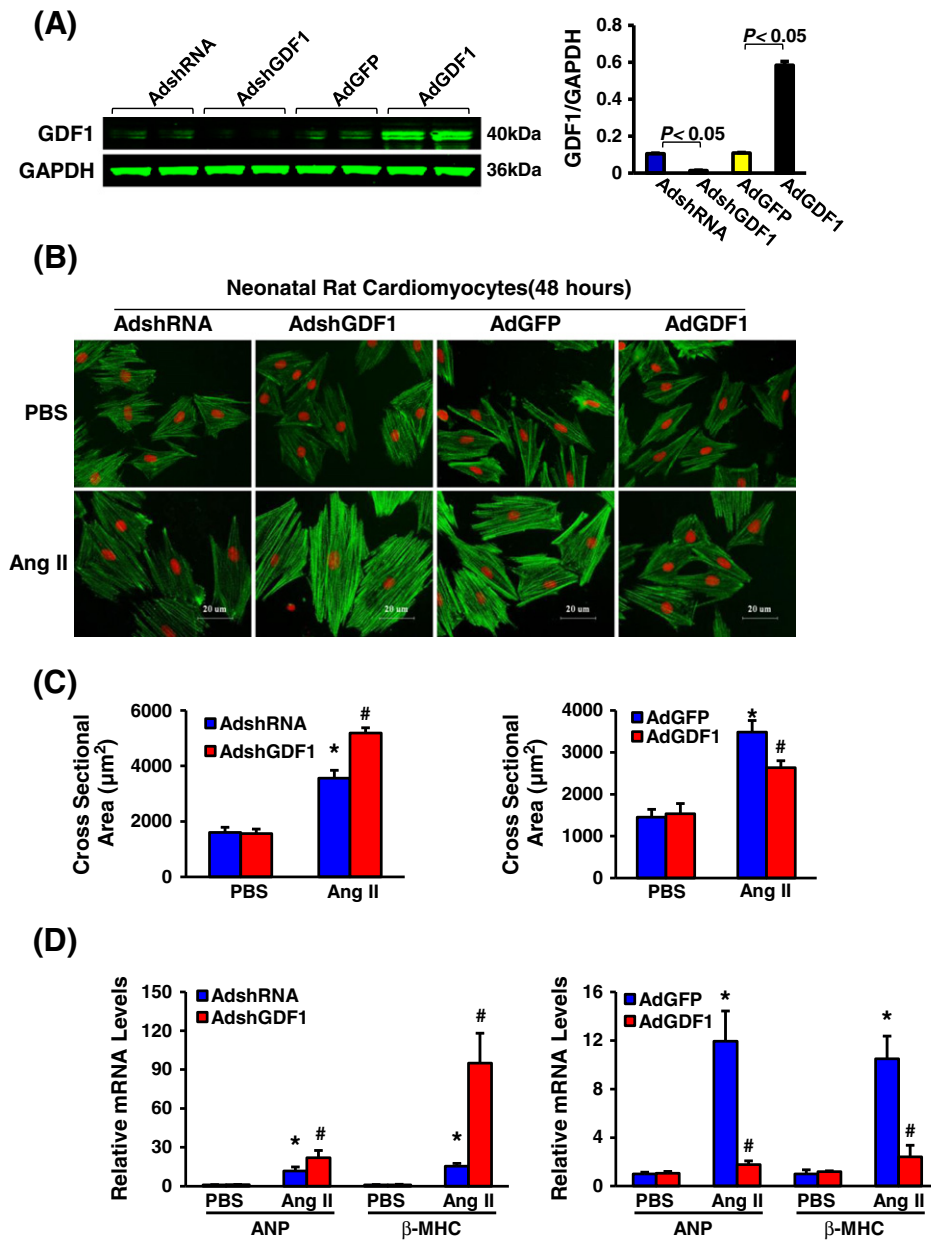 (A)
AdshRNA
AdshGDF1
AdGFP
AdGDF1
GDF1
40kDa
GAPDH
36kDa
GDF1/GAPDH
0.8
0.6
0.4
0.2
0
P< 0.05
P< 0.05
AdshRNA
AdshGDF1
AdGFP
AdGDF1
(B)
Neonatal Rat Cardiomyocytes(48 hours)
AdshRNA AdshGDF1 AdGFP AdGDF1
PBS
Ang II
20 um 20 um 20 um 20 um
(C)
Cross Sectional
Area (µm²)
6000
4000
2000
0
AdshRNA
AdshGDF1
*
#
PBS Ang II
Cross Sectional
Area (µm²)
4000
3000
2000
1000
0
AdGFP
AdGDF1
*
#
PBS Ang II
(D)
Relative mRNA Levels
150
120
90
60
30
0
AdshRNA
AdshGDF1
*
#
*
#
PBS Ang II PBS Ang II
ANP β-MHC
Relative mRNA Levels
16
12
8
4
0
AdGFP
AdGDF1
*
#
*
#
PBS Ang II PBS Ang II
ANP β-MHC